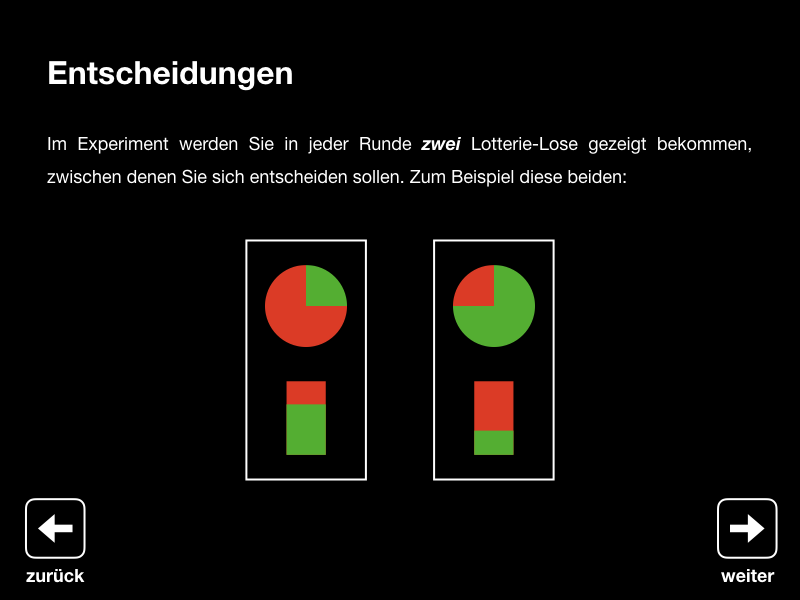 Entscheidungen
Im Experiment werden Sie in jeder Runde zwei Lotterie-Lose gezeigt bekommen,
zwischen denen Sie sich entscheiden sollen. Zum Beispiel diese beiden:
zurück
weiter